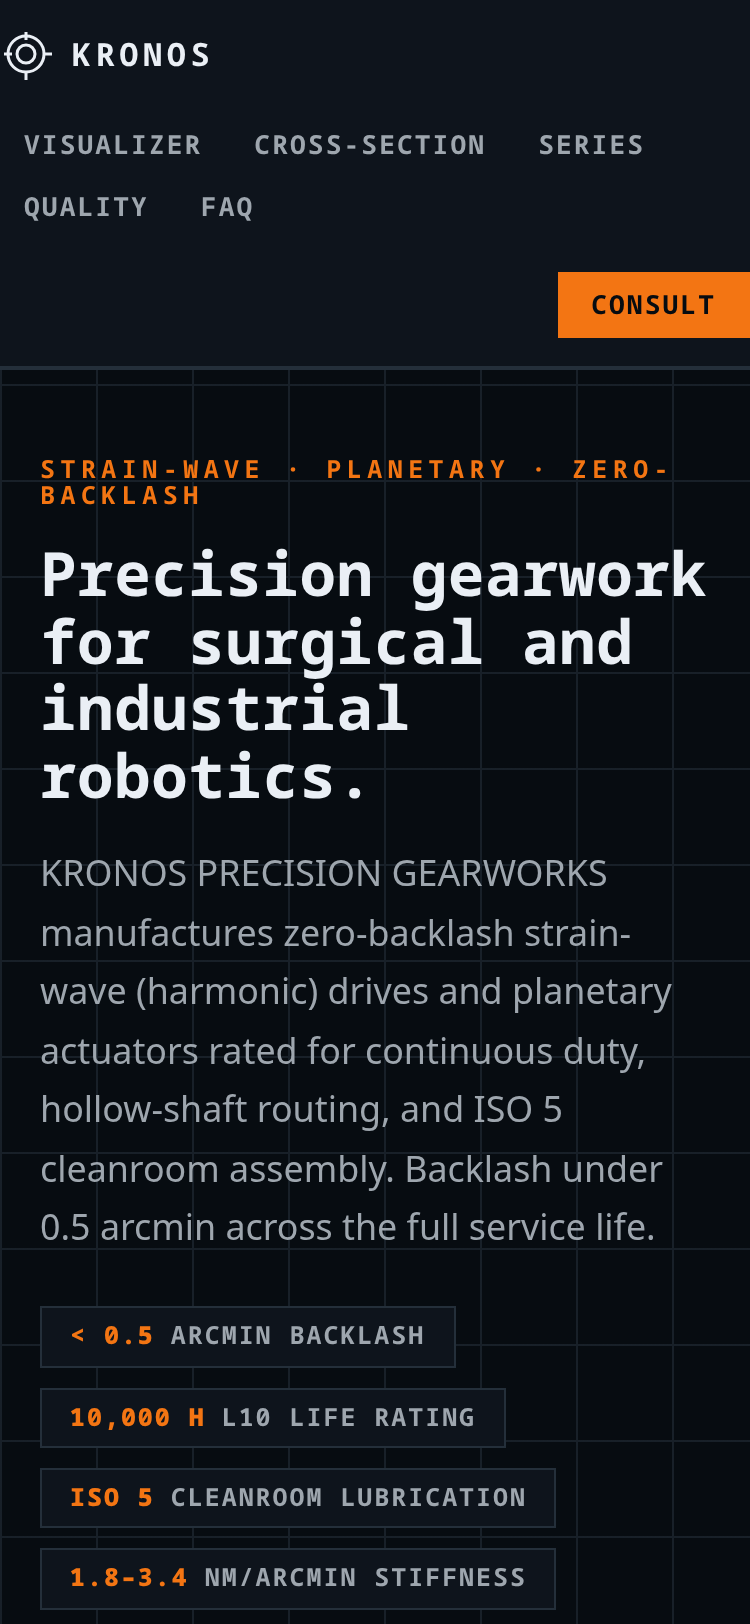 KRONOS
VISUALIZER CROSS-SECTION SERIES
QUALITY FAQ
CONSULT
STRAIN-WAVE · PLANETARY · ZERO-
BACKLASH
Precision gearwork
for surgical and
industrial
robotics.
KRONOS PRECISION GEARWORKS
manufactures zero-backlash strain-
wave (harmonic) drives and planetary
actuators rated for continuous duty,
hollow-shaft routing, and ISO 5
cleanroom assembly. Backlash under
0.5 arcmin across the full service life.
< 0.5 ARCMIN BACKLASH
10,000 H L10 LIFE RATING
ISO 5 CLEANROOM LUBRICATION
1.8–3.4 NM/ARCMIN STIFFNESS